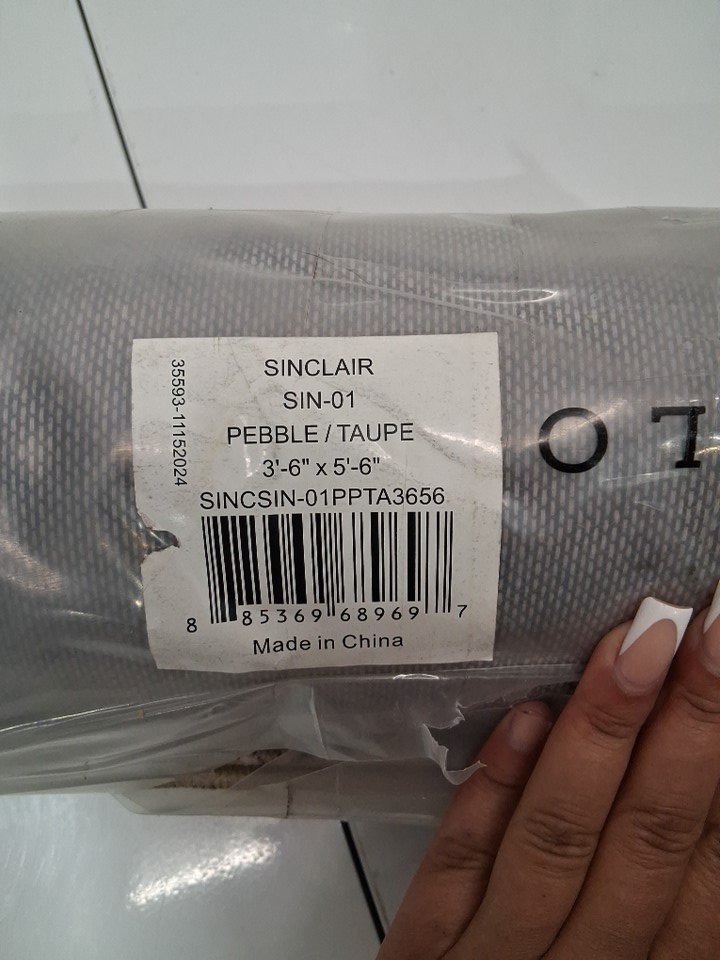 35593-11152024
SINCLAIR
SIN-01
PEBBLE / TAUPE
3'-6" x 5'-6"
SINCSIN-01PPTA3656
8 85369 68969 7
Made in China